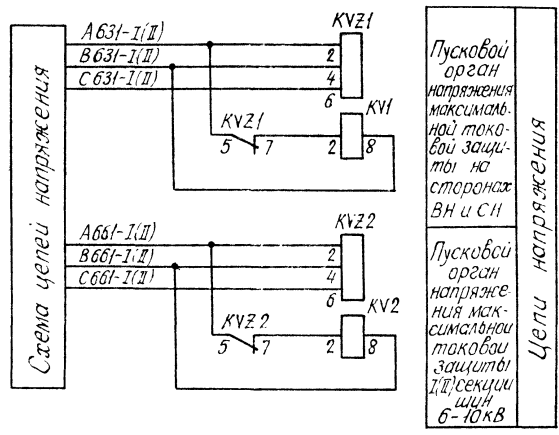 Схема цепей напряжения
A631-I(II)
B631-I(II)
C631-I(II)
KVZ1
2
4
6
KVZ1
5 7
KV1
2 8
A661-I(II)
B661-I(II)
C661-I(II)
KVZ2
2
4
6
KVZ2
5 7
KV2
2 8
Пусковой
орган
напряжения
максималь-
ной токо-
вой защи-
ты на
сторонах
ВН и СН
Пусковой
орган
напряже-
ния мак-
симальной
токовой
защиты
I(II) секции
шин
6-10кВ
Цепи напряжения